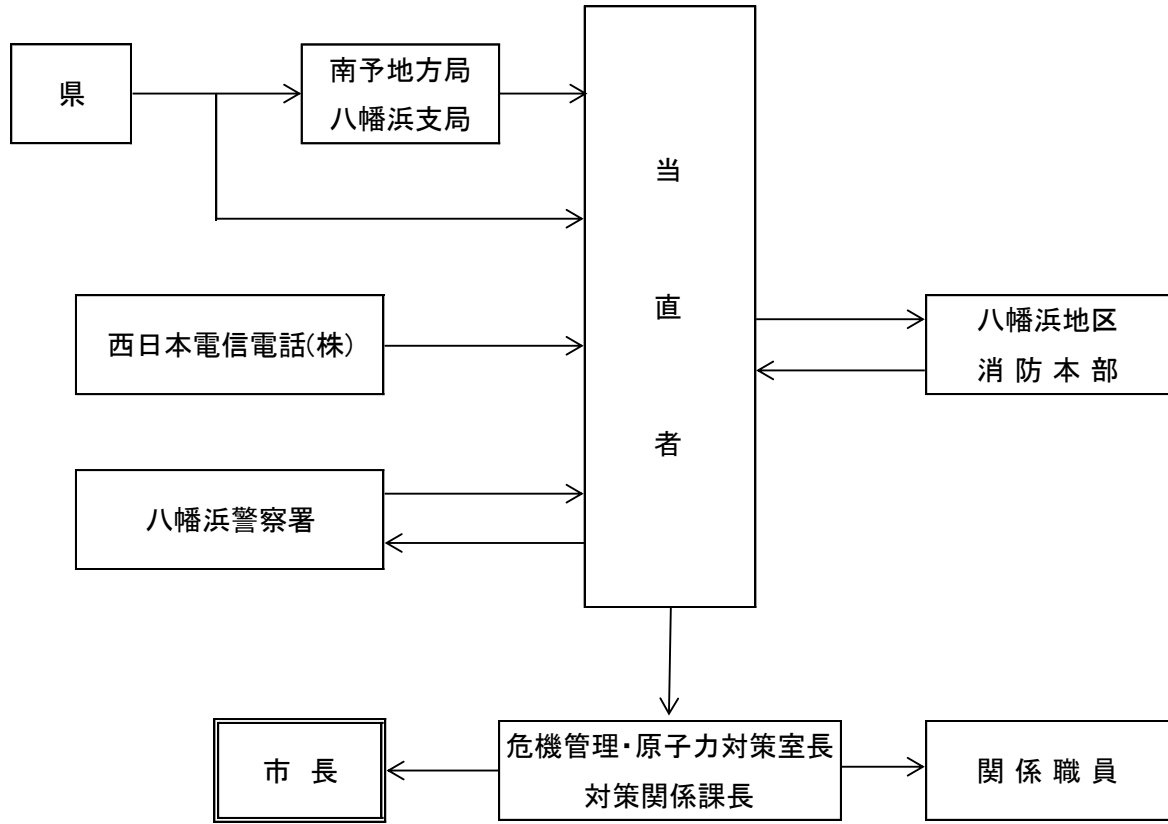 県
南予地方局
八幡浜支局
当直者
西日本電信電話(株)
八幡浜地区
消防本部
八幡浜警察署
市 長
危機管理・原子力対策室長
対策関係課長
関係職員